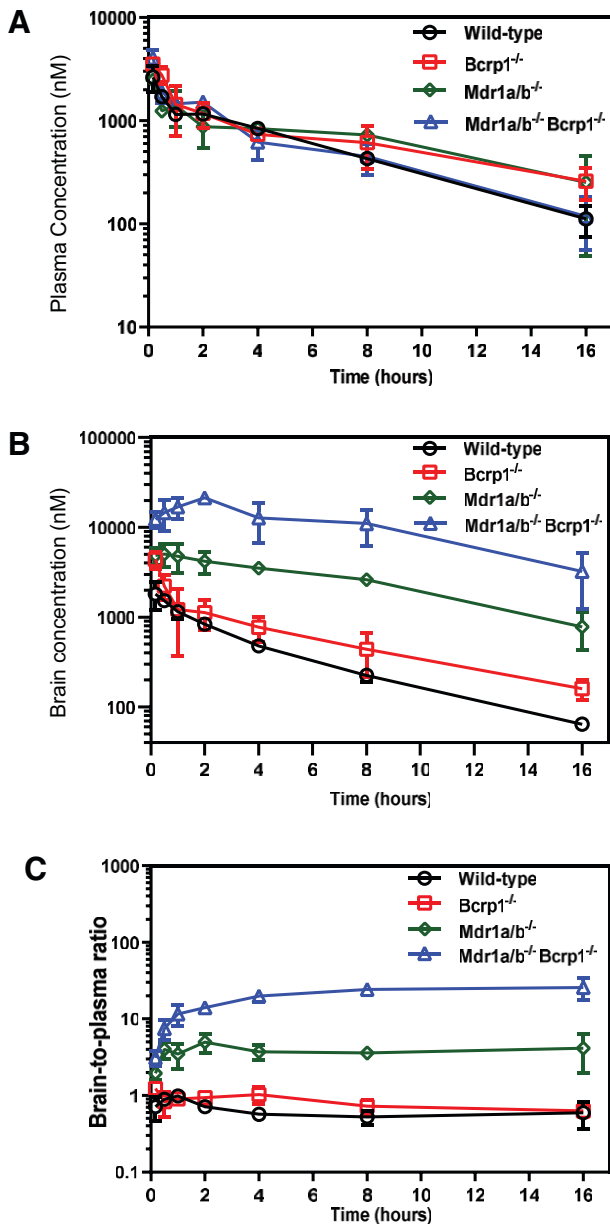 A
Plasma Concentration (nM)
10000
1000
100
10
Wild-type
Bcrp1-/-
Mdr1a/b-/-
Mdr1a/b-/- Bcrp1-/-
0 2 4 6 8 10 12 14 16
Time (hours)
B
Brain concentration (nM)
100000
10000
1000
100
Wild-type
Bcrp1-/-
Mdr1a/b-/-
Mdr1a/b-/- Bcrp1-/-
0 2 4 6 8 10 12 14 16
Time (hours)
C
Brain-to-plasma ratio
1000
100
10
1
0.1
Wild-type
Bcrp1-/-
Mdr1a/b-/-
Mdr1a/b-/- Bcrp1-/-
0 2 4 6 8 10 12 14 16
Time (hours)